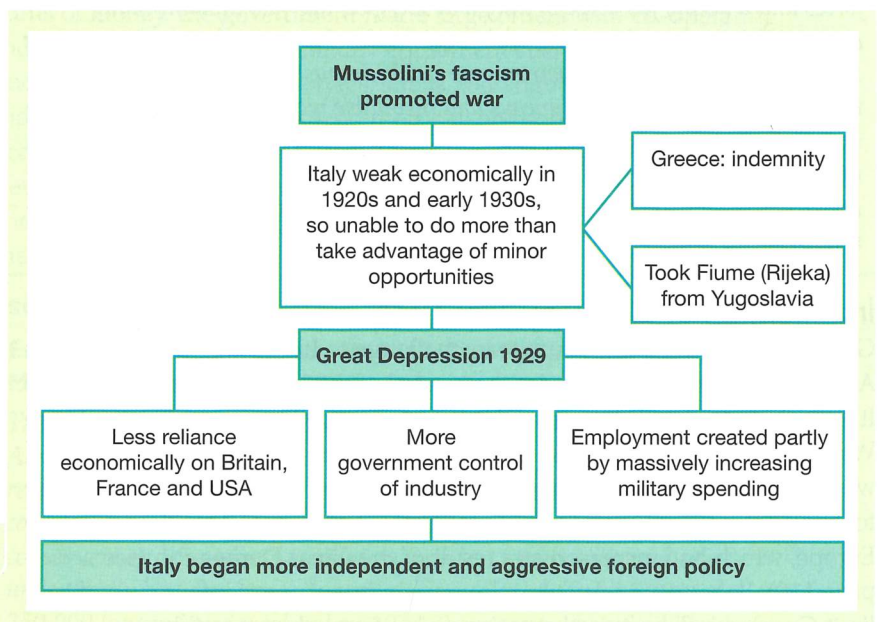 Mussolini's fascism
promoted war
Italy weak economically in
1920s and early 1930s,
so unable to do more than
take advantage of minor
opportunities
Greece: indemnity
Took Fiume (Rijeka)
from Yugoslavia
Great Depression 1929
Less reliance
economically on Britain,
France and USA
More
government control
of industry
Employment created partly
by massively increasing
military spending
Italy began more independent and aggressive foreign policy